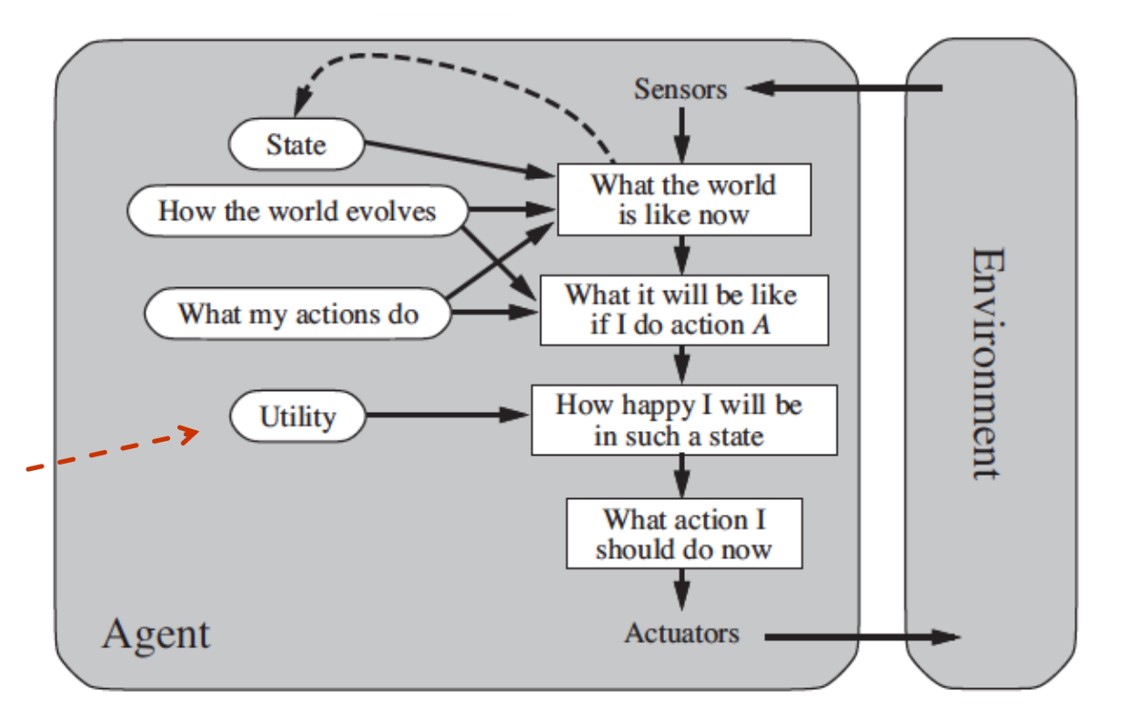 Sensors
State
What the world
is like now
How the world evolves
What it will be like
if I do action A
What my actions do
How happy I will be
in such a state
Utility
What action I
should do now
Agent
Actuators
Environment